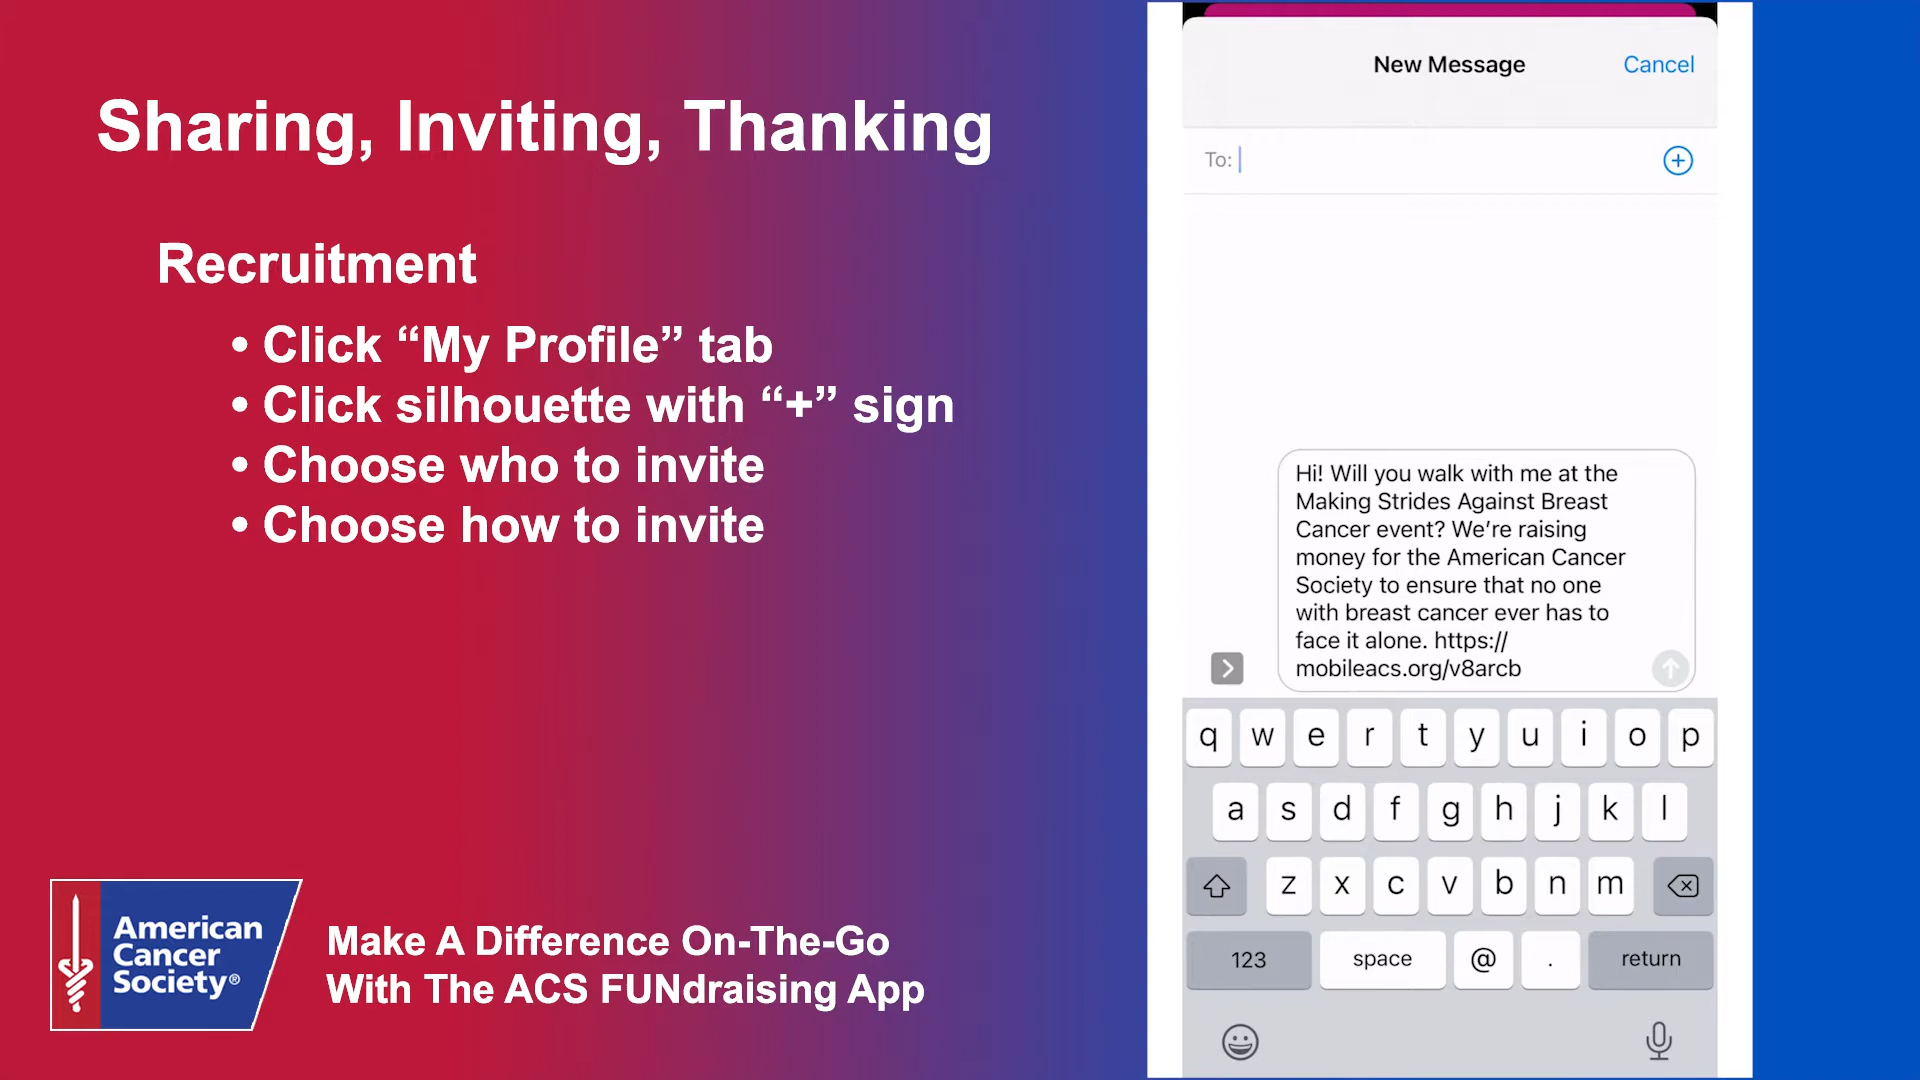 Sharing, Inviting, Thanking
Recruitment
• Click “My Profile” tab
• Click silhouette with “+” sign
• Choose who to invite
• Choose how to invite
American
Cancer
Society®
Make A Difference On-The-Go
With The ACS FUNdraising App
New Message
Cancel
To:
Hi! Will you walk with me at the
Making Strides Against Breast
Cancer event? We’re raising
money for the American Cancer
Society to ensure that no one
with breast cancer ever has to
face it alone. https://
mobileacs.org/v8arcb
q w e r t y u i o p
a s d f g h j k l
z x c v b n m
123 space @ . return